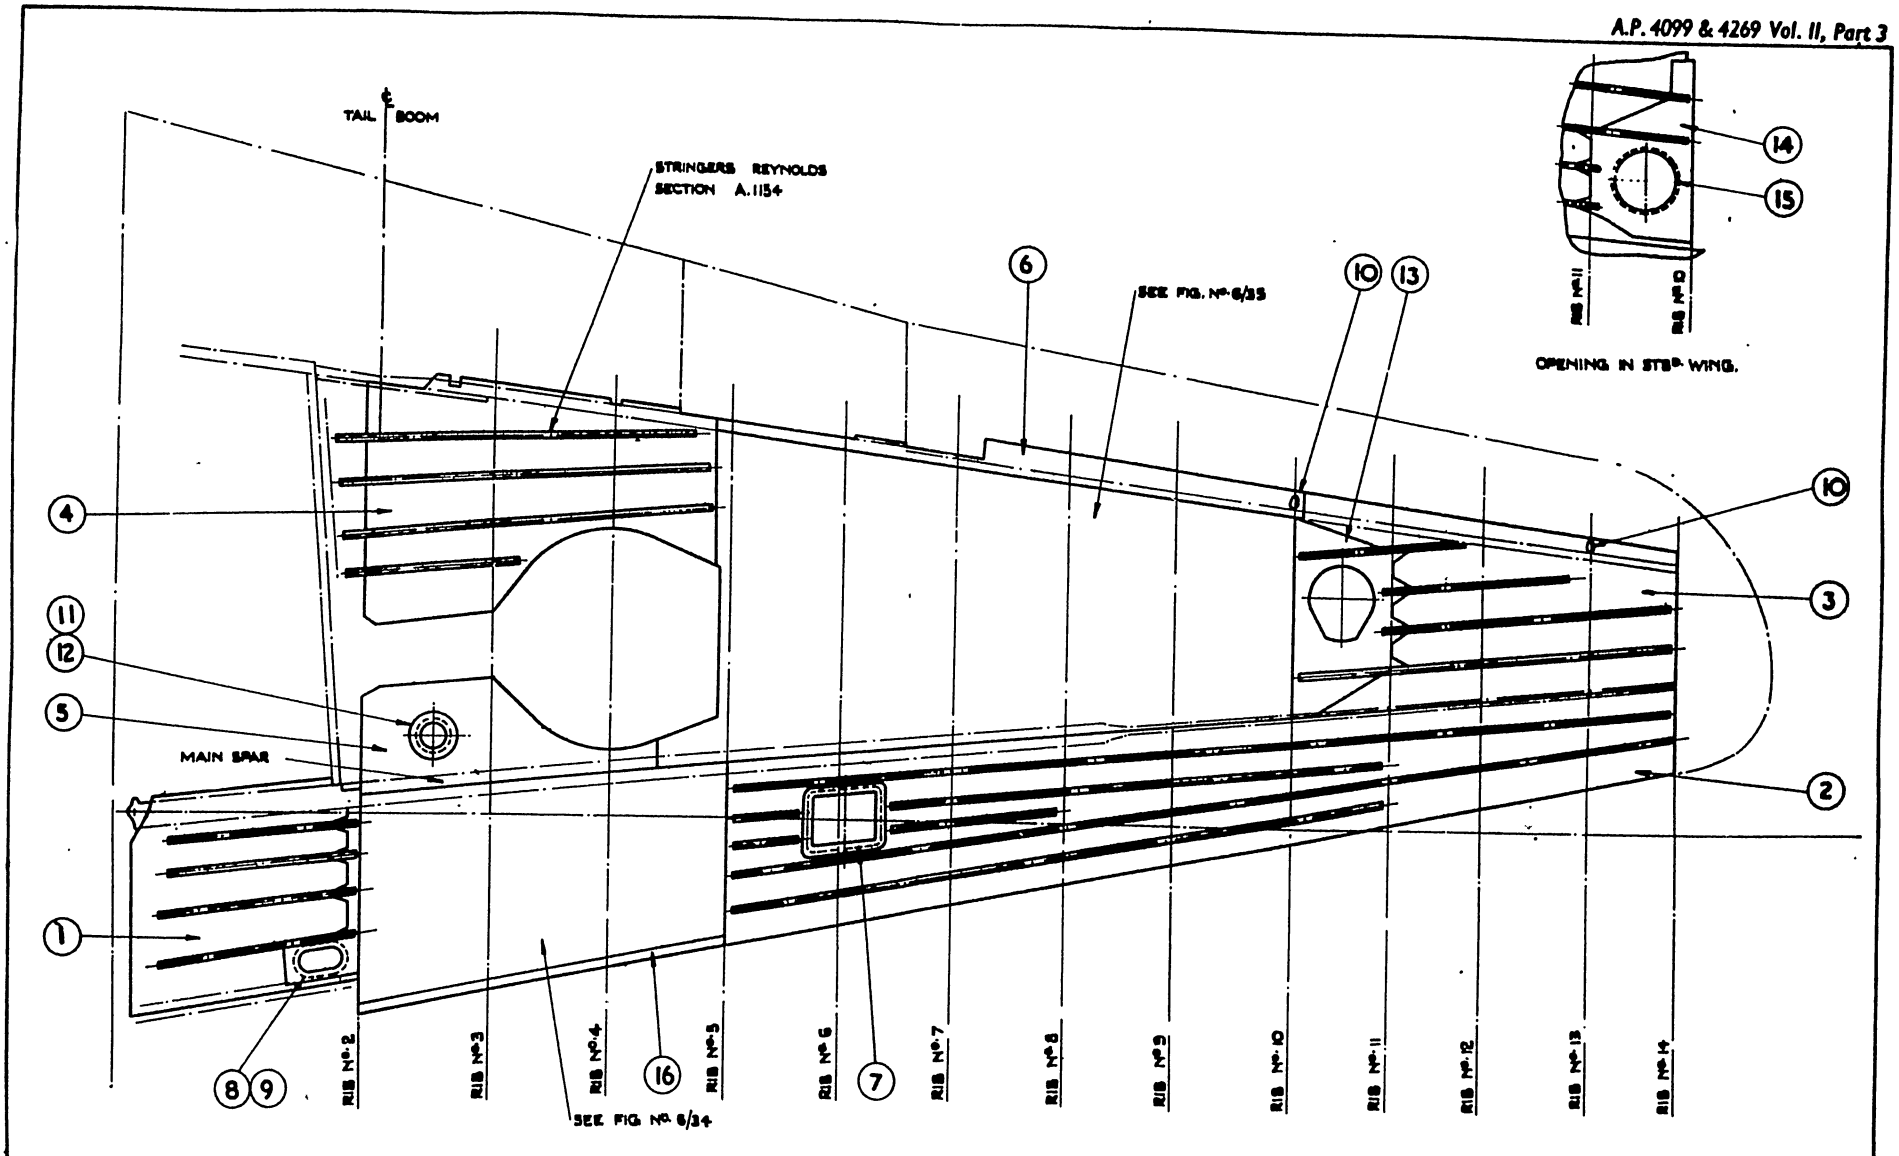 A.P. 4099 & 4269 Vol. II, Part 3
℄
TAIL BOOM
STRINGERS REYNOLDS
SECTION A.1154
14
15
RIB Nº 11
OPENING IN STBD. WING.
6
SEE FIG. Nº 6/35
10
13
10
4
3
11
12
5
MAIN SPAR
2
1
8
9
RIB Nº 2
RIB Nº 3
RIB Nº 4
16
RIB Nº 5
RIB Nº 6
7
RIB Nº 7
RIB Nº 8
RIB Nº 9
RIB Nº 10
RIB Nº 11
RIB Nº 12
RIB Nº 13
RIB Nº 14
SEE FIG. Nº 6/34